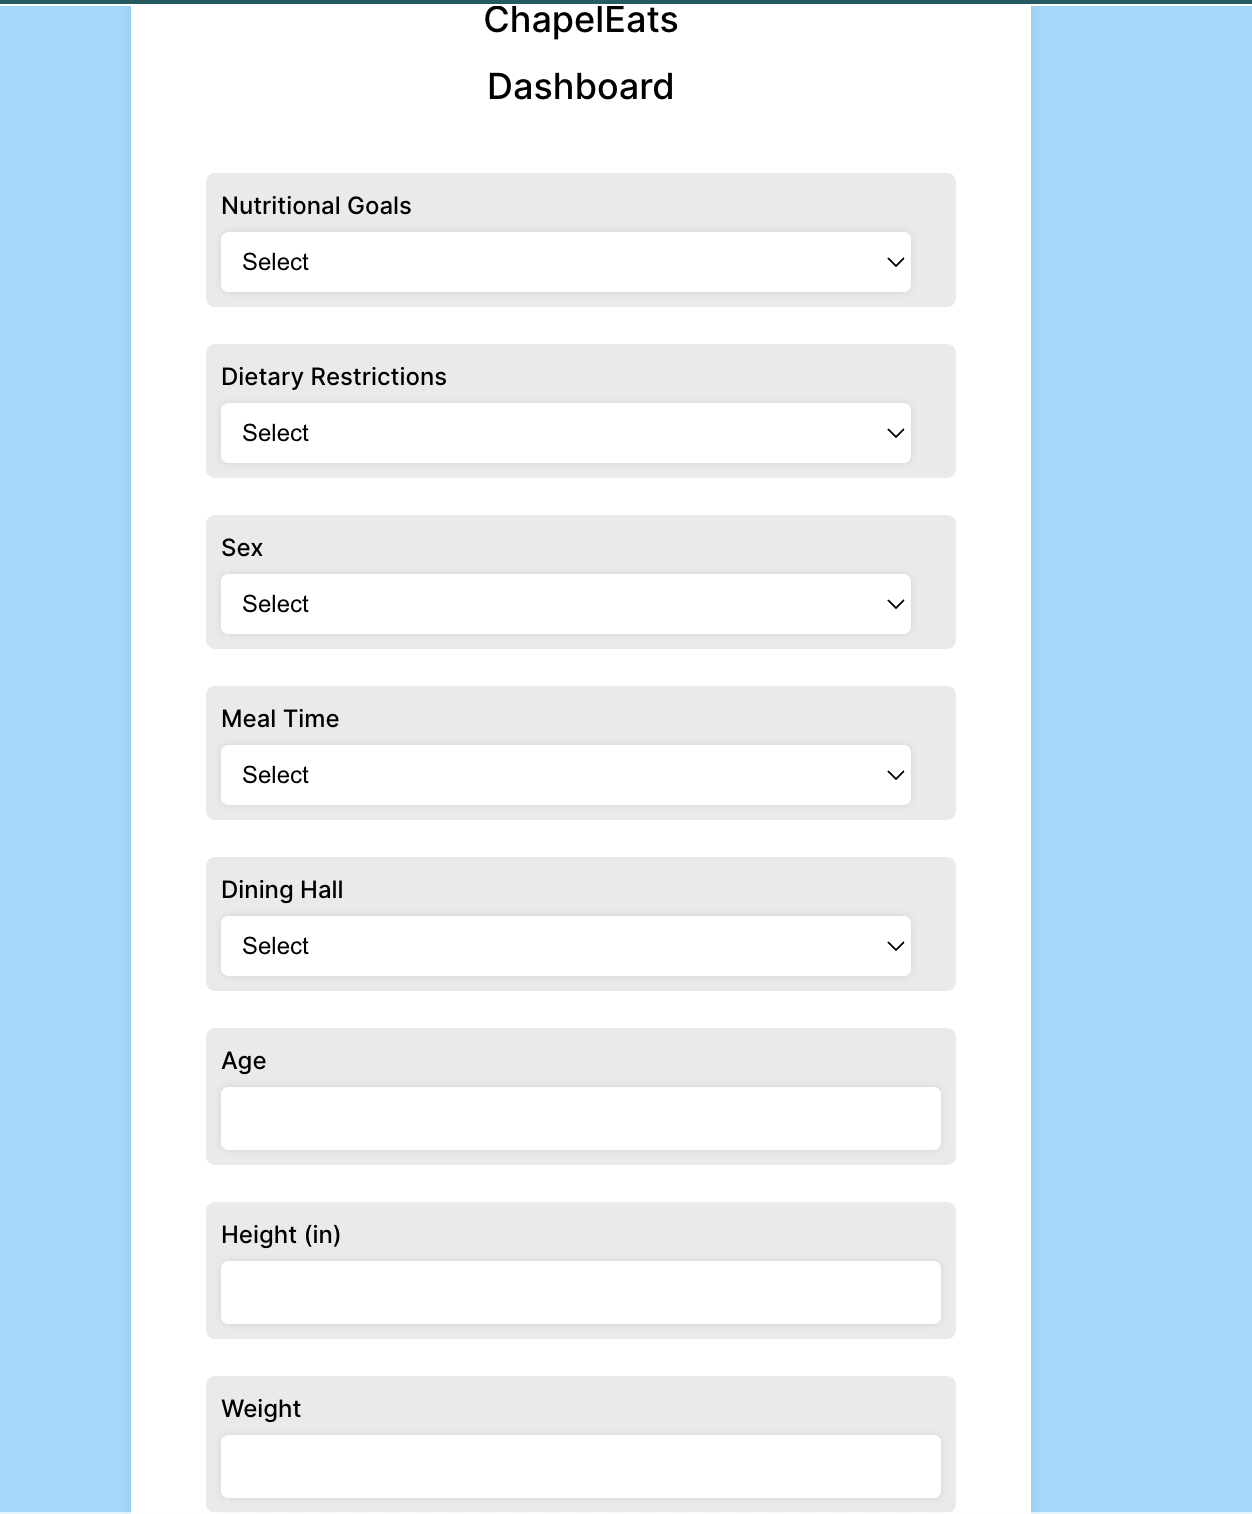 ChapelEats
Dashboard
Nutritional Goals
Select
Dietary Restrictions
Select
Sex
Select
Meal Time
Select
Dining Hall
Select
Age
Height (in)
Weight